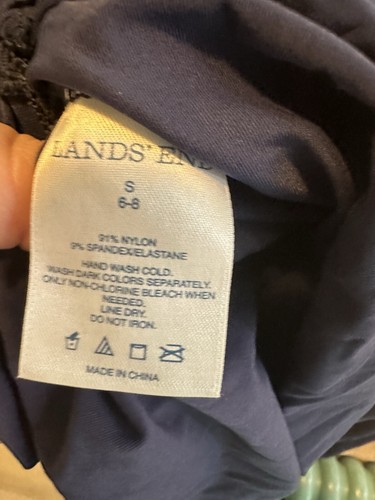 LANDS' END
S
6-8
91% NYLON
9% SPANDEX/ELASTANE
HAND WASH COLD.
WASH DARK COLORS SEPARATELY.
ONLY NON-CHLORINE BLEACH WHEN
NEEDED.
LINE DRY.
DO NOT IRON.
MADE IN CHINA